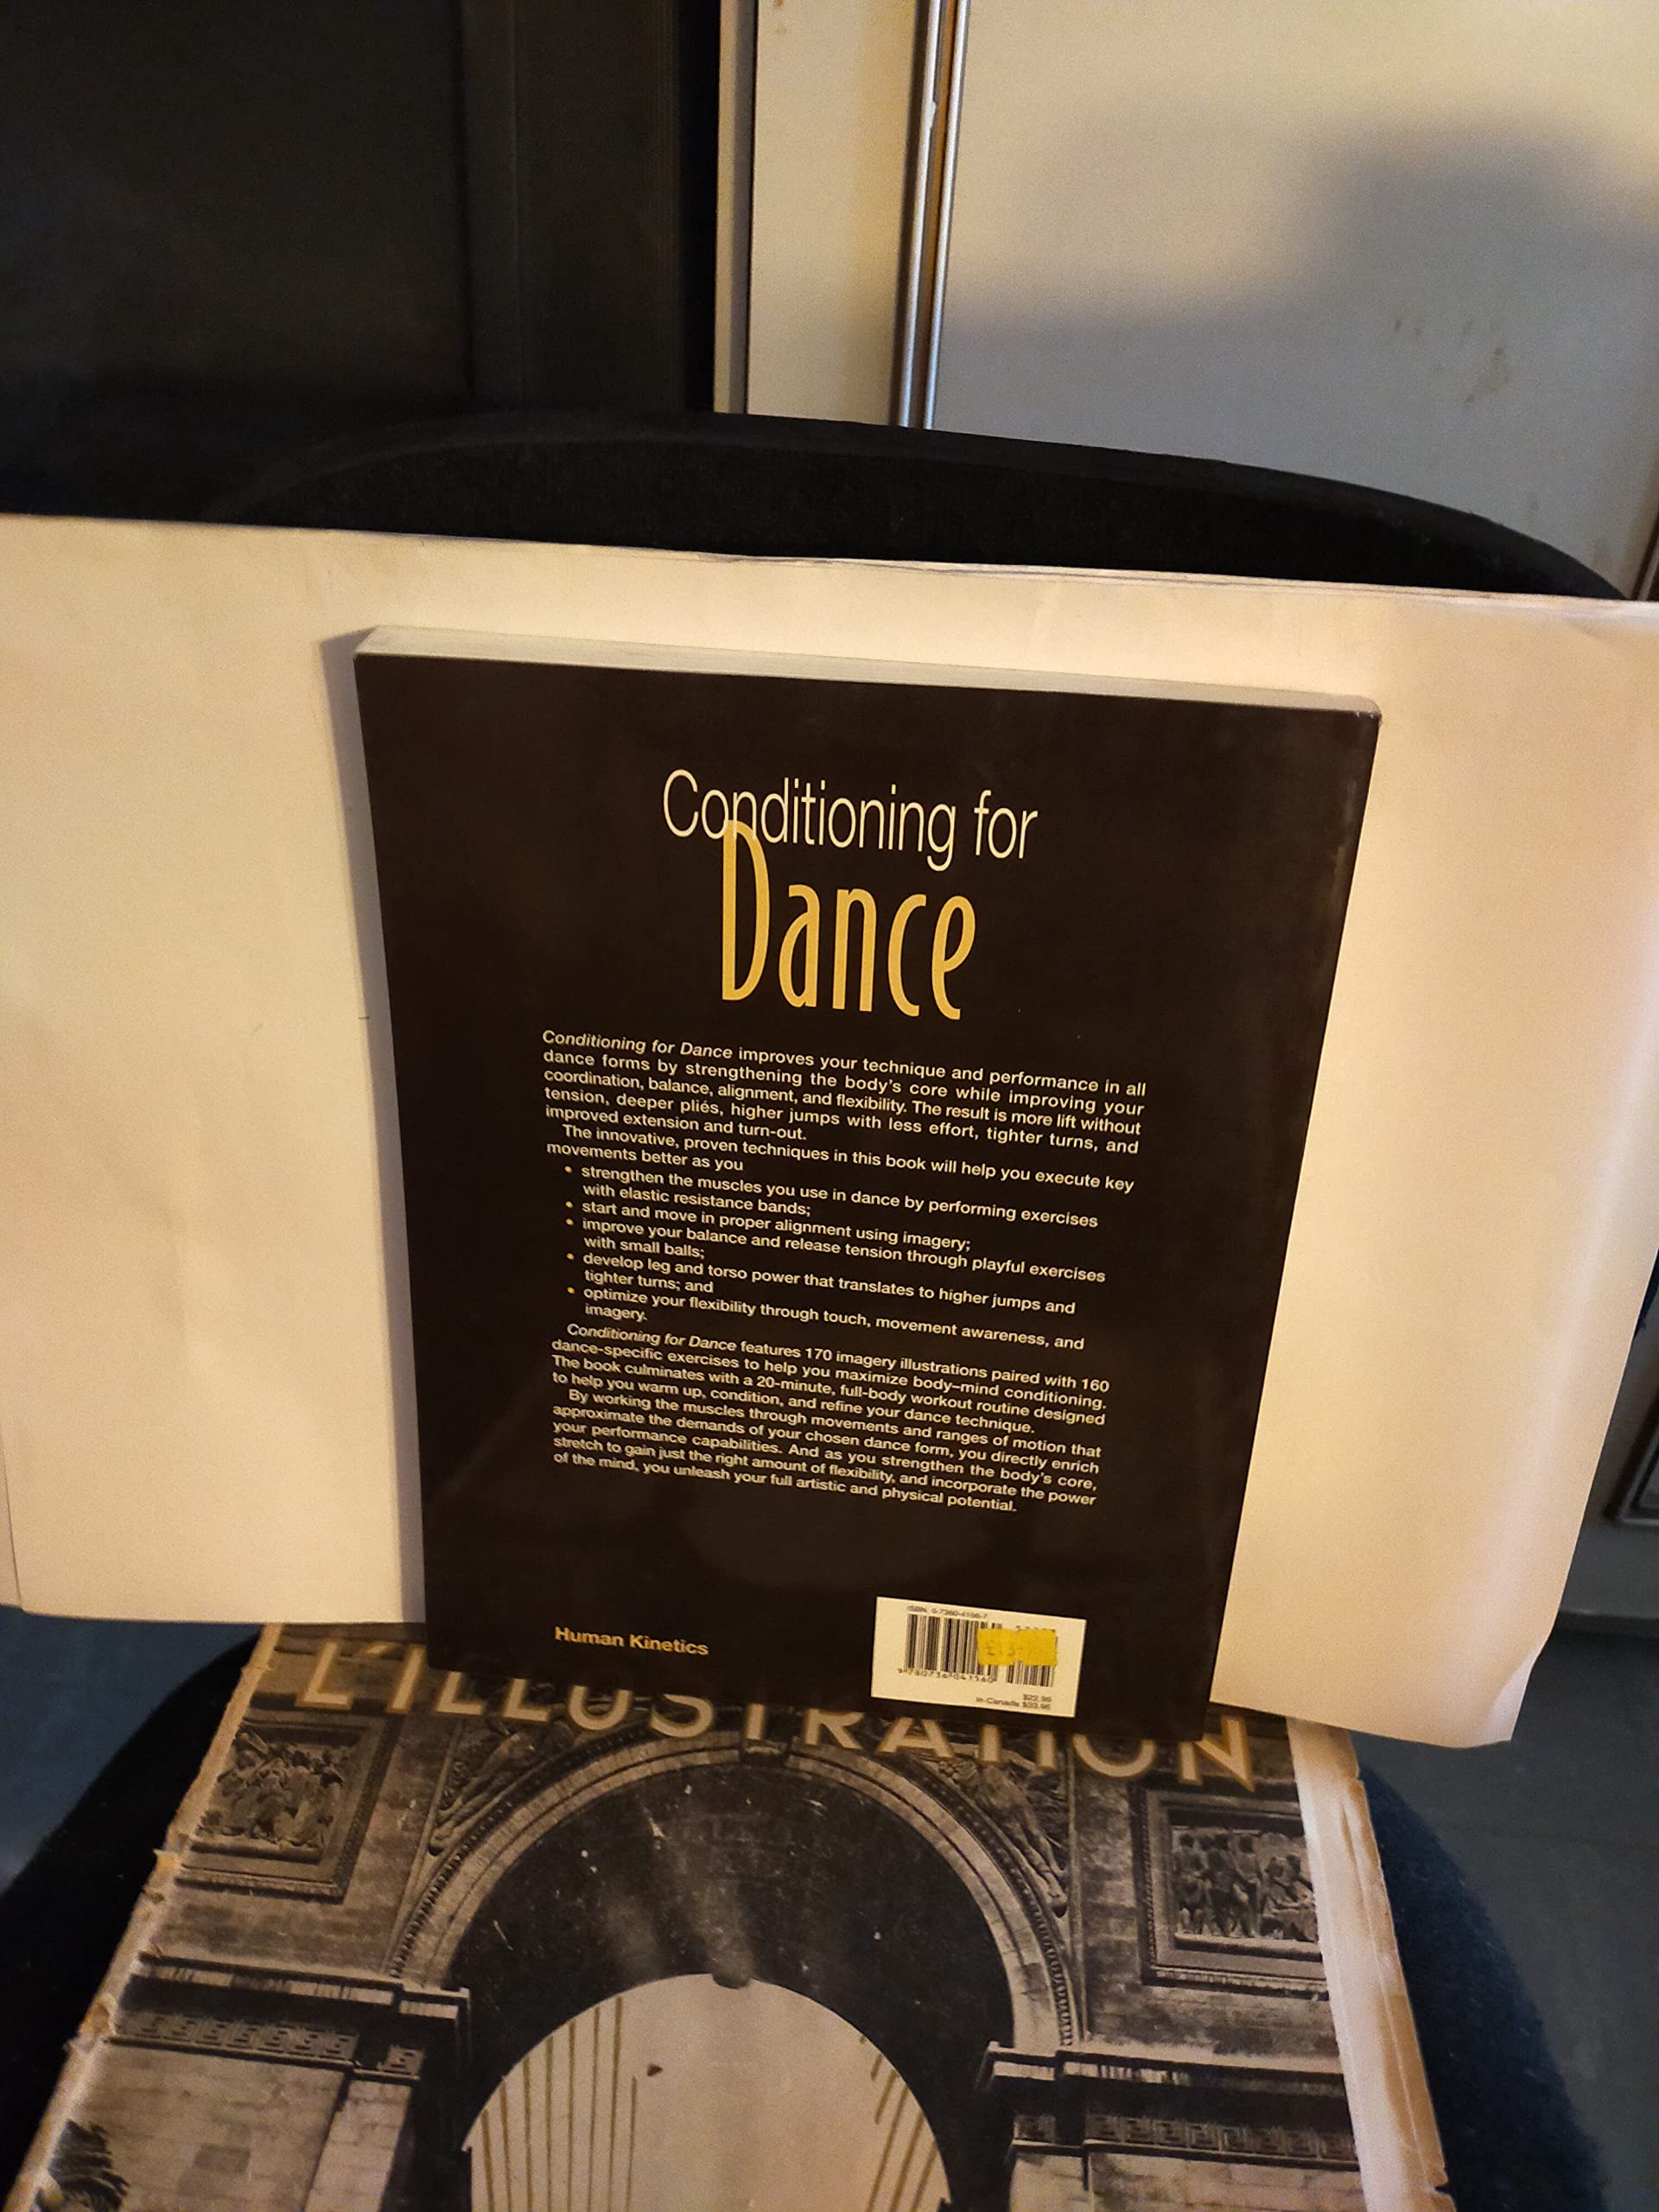 Conditioning for
Dance
Conditioning for Dance improves your technique and performance in all
dance forms by strengthening the body's core while improving your
coordination, balance, alignment, and flexibility. The result is more lift without
tension, deeper pliés, higher jumps with less effort, tighter turns, and
improved extension and turn-out.
The innovative, proven techniques in this book will help you execute key
movements better as you
• strengthen the muscles you use in dance by performing exercises
with elastic resistance bands;
• start and move in proper alignment using imagery;
• improve your balance and release tension through playful exercises
with small balls;
• develop leg and torso power that translates to higher jumps and
tighter turns; and
• optimize your flexibility through touch, movement awareness, and
imagery.
Conditioning for Dance features 170 imagery illustrations paired with 160
dance-specific exercises to help you maximize body–mind conditioning.
The book culminates with a 20-minute, full-body workout routine designed
to help you warm up, condition, and refine your dance technique.
By working the muscles through movements and ranges of motion that
approximate the demands of your chosen dance form, you directly enrich
your performance capabilities. And as you strengthen the body's core,
stretch to gain just the right amount of flexibility, and incorporate the power
of the mind, you unleash your full artistic and physical potential.
Human Kinetics
ISBN 0-7360-4156-7
9 780736 041560
$22.95
In Canada
L'ILLUSTRATION